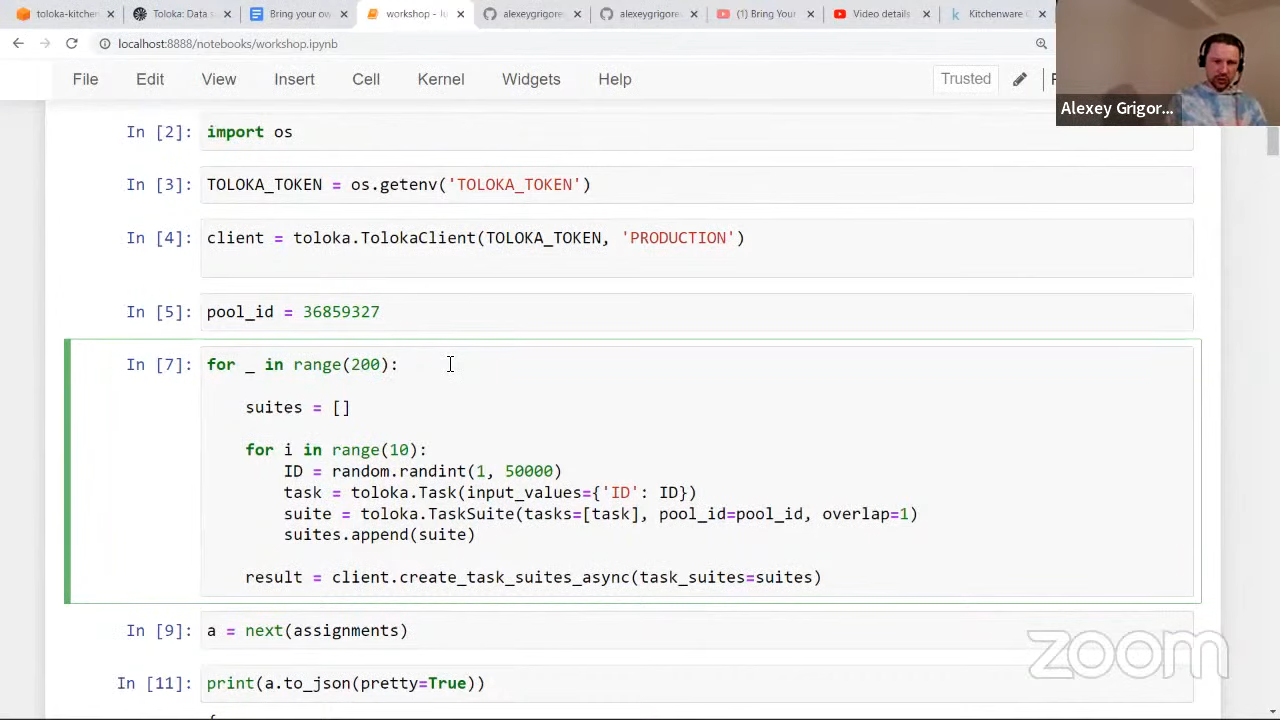 toloka-kitchen
Toloka: Data s
Bring your ow
workshop - Ju
alexeygrigorev
alexeygrigorev
(1) Bring Your
Video details
Kitchenware C
localhost:8888/notebooks/workshop.ipynb
File Edit View Insert Cell Kernel Widgets Help
Trusted
Alexey Grigor...
In [2]: import os
In [3]: TOLOKA_TOKEN = os.getenv('TOLOKA_TOKEN')
In [4]: client = toloka.TolokaClient(TOLOKA_TOKEN, 'PRODUCTION')
In [5]: pool_id = 36859327
In [7]: for _ in range(200):
suites = []
for i in range(10):
ID = random.randint(1, 50000)
task = toloka.Task(input_values={'ID': ID})
suite = toloka.TaskSuite(tasks=[task], pool_id=pool_id, overlap=1)
suites.append(suite)
result = client.create_task_suites_async(task_suites=suites)
In [9]: a = next(assignments)
In [11]: print(a.to_json(pretty=True))
zoom